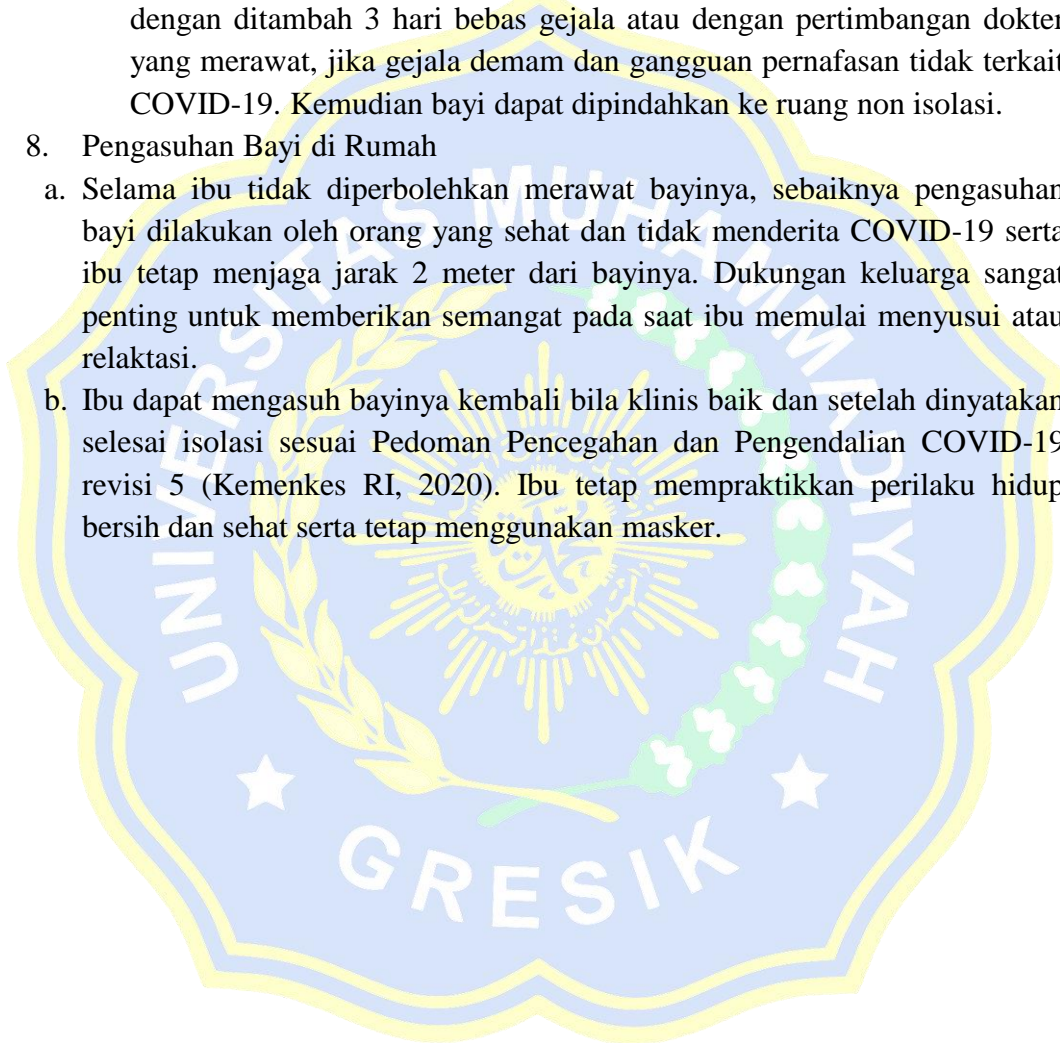 dengan ditambah 3 hari bebas gejala atau dengan pertimbangan dokter
yang merawat, jika gejala demam dan gangguan pernafasan tidak terkait
COVID-19. Kemudian bayi dapat dipindahkan ke ruang non isolasi.
8. Pengasuhan Bayi di Rumah
a. Selama ibu tidak diperbolehkan merawat bayinya, sebaiknya pengasuhan
bayi dilakukan oleh orang yang sehat dan tidak menderita COVID-19 serta
ibu tetap menjaga jarak 2 meter dari bayinya. Dukungan keluarga sangat
penting untuk memberikan semangat pada saat ibu memulai menyusui atau
relaktasi.
b. Ibu dapat mengasuh bayinya kembali bila klinis baik dan setelah dinyatakan
selesai isolasi sesuai Pedoman Pencegahan dan Pengendalian COVID-19
revisi 5 (Kemenkes RI, 2020). Ibu tetap mempraktikkan perilaku hidup
bersih dan sehat serta tetap menggunakan masker.
UNIVERSITAS MUHAMMADIYAH
GRESIK